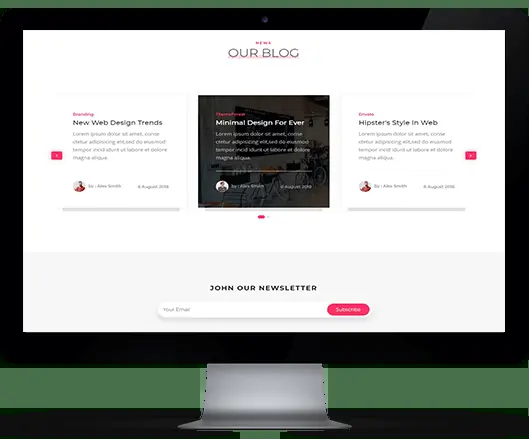 NEWS
OUR BLOG
Branding
New Web Design Trends
Lorem ipsum dolor sit amet, conse
ctetur adipiscing elit, sed do eiusmod
tempor incid idunt ut labore et dolore
magna aliqua.
by : Alex Smith
6 August 2018
Themeforest
Minimal Design For Ever
Lorem ipsum dolor sit amet, conse
ctetur adipiscing elit, sed do eiusmod
tempor incid idunt ut labore et dolore
magna aliqua.
by : Alex Smith
6 August 2018
Envato
Hipster's Style In Web
Lorem ipsum dolor sit amet, conse
ctetur adipiscing elit, sed do eiusmod
tempor incid idunt ut labore et dolore
magna aliqua.
by : Alex Smith
6 August 2018
JOHN OUR NEWSLETTER
Your Email
Subscribe